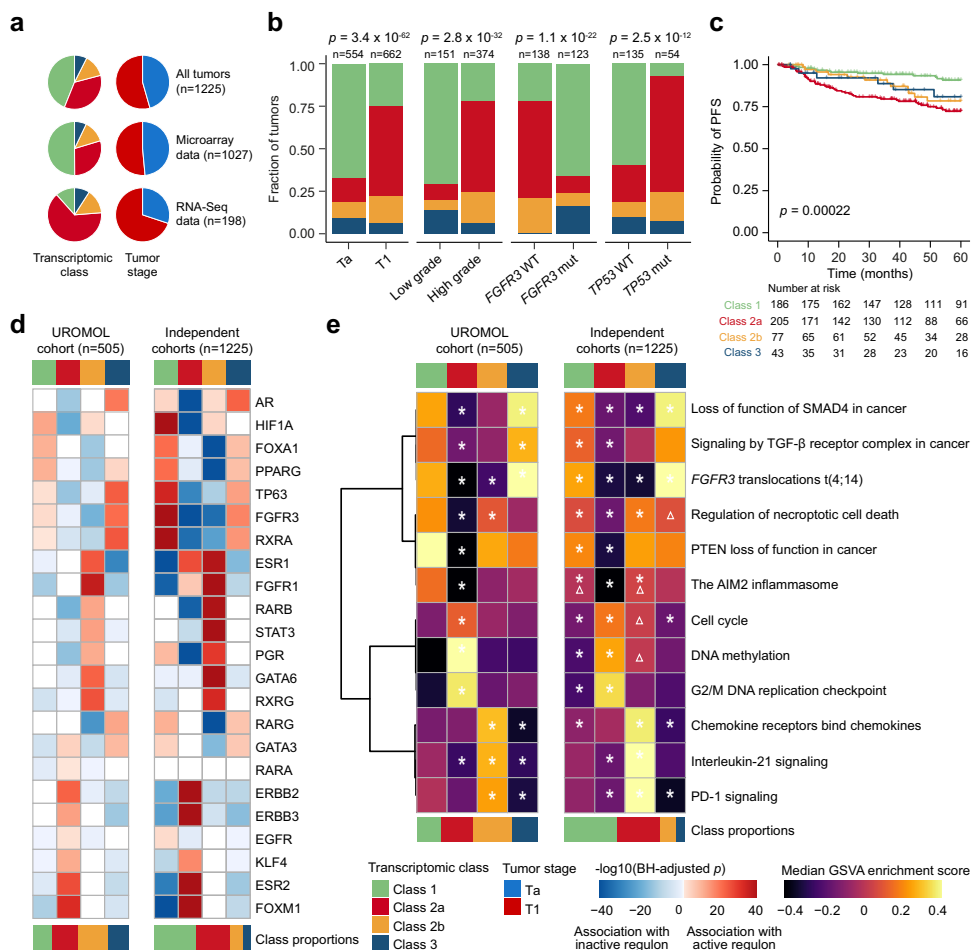 a
All tumors
(n=1225)
Microarray
data (n=1027)
RNA-Seq
data (n=198)
Transcriptomic
class
Tumor
stage
b
p = 3.4 x 10-62
p = 2.8 x 10-32
p = 1.1 x 10-22
p = 2.5 x 10-12
n=554
n=662
n=151
n=374
n=138
n=123
n=135
n=54
Fraction of tumors
1.00
0.75
0.50
0.25
0.00
Ta
T1
Low grade
High grade
FGFR3 WT
FGFR3 mut
TP53 WT
TP53 mut
c
Probability of PFS
1.00
0.75
0.50
0.25
0.00
p = 0.00022
0 10 20 30 40 50 60
Time (months)
Number at risk
Class 1 186 175 162 147 128 111 91
Class 2a 205 171 142 130 112 88 66
Class 2b 77 65 61 52 45 34 28
Class 3 43 35 31 28 23 20 16
d
UROMOL
cohort (n=505)
Independent
cohorts (n=1225)
AR
HIF1A
FOXA1
PPARG
TP63
FGFR3
RXRA
ESR1
FGFR1
RARB
STAT3
PGR
GATA6
RXRG
RARG
GATA3
RARA
ERBB2
ERBB3
EGFR
KLF4
ESR2
FOXM1
Class proportions
e
UROMOL
cohort (n=505)
Independent
cohorts (n=1225)
Loss of function of SMAD4 in cancer
Signaling by TGF-β receptor complex in cancer
FGFR3 translocations t(4;14)
Regulation of necroptotic cell death
PTEN loss of function in cancer
The AIM2 inflammasome
Cell cycle
DNA methylation
G2/M DNA replication checkpoint
Chemokine receptors bind chemokines
Interleukin-21 signaling
PD-1 signaling
Class proportions
Transcriptomic class
Class 1
Class 2a
Class 2b
Class 3
Tumor stage
Ta
T1
-log10(BH-adjusted p)
−40 20 0 20 40
Association with
inactive regulon
Association with
active regulon
Median GSVA enrichment score
−0.4 −0.2 0 0.2 0.4